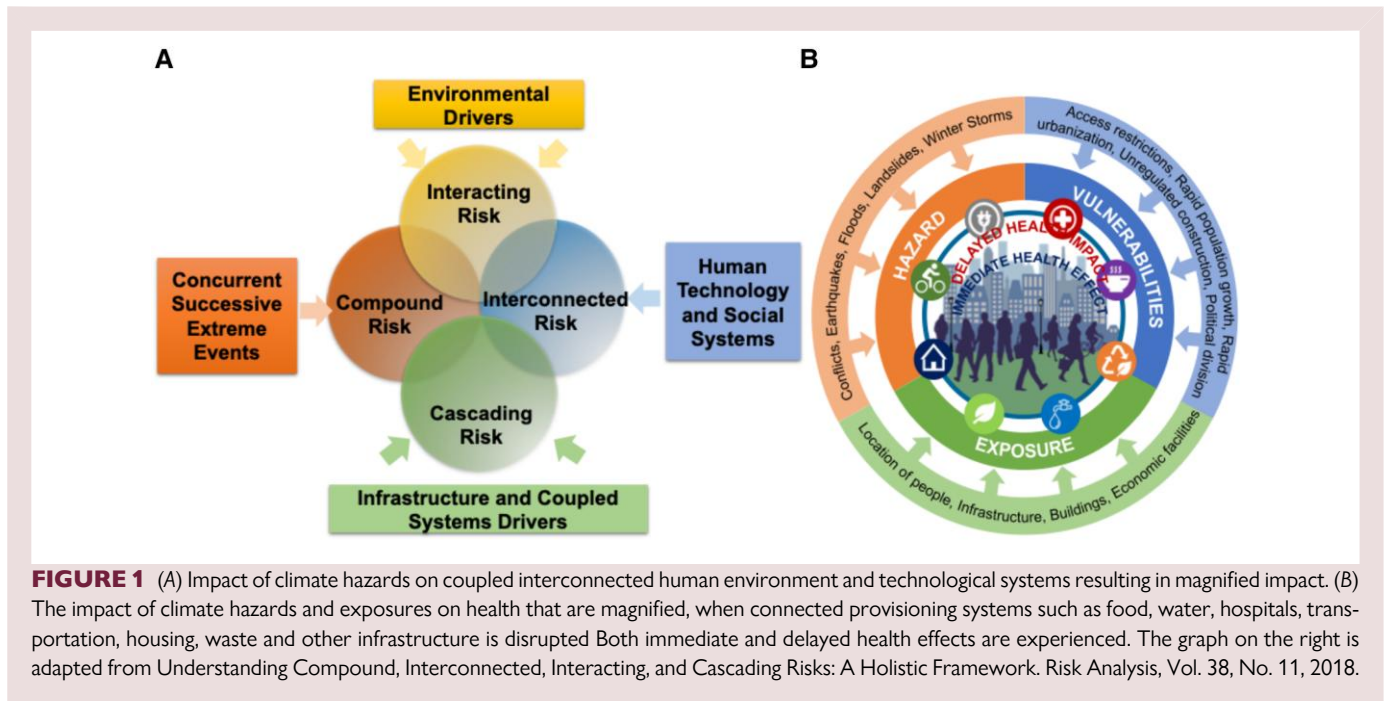 A
Environmental
Drivers
Interacting
Risk
Concurrent
Successive
Extreme
Events
Compound
Risk
Interconnected
Risk
Human
Technology
and Social
Systems
Cascading
Risk
Infrastructure and Coupled
Systems Drivers
B
Conflicts, Earthquakes, Floods, Landslides, Winter Storms
Access restrictions, Rapid population growth, Rapid
urbanization, Unregulated construction, Political division
HAZARD
VULNERABILITIES
DELAYED HEAL IMPACT
IMMEDIATE HEALTH EFFECT
EXPOSURE
Location of people, Infrastructure, Buildings, Economic facilities
FIGURE 1 (A) Impact of climate hazards on coupled interconnected human environment and technological systems resulting in magnified impact. (B)
The impact of climate hazards and exposures on health that are magnified, when connected provisioning systems such as food, water, hospitals, trans-
portation, housing, waste and other infrastructure is disrupted Both immediate and delayed health effects are experienced. The graph on the right is
adapted from Understanding Compound, Interconnected, Interacting, and Cascading Risks: A Holistic Framework. Risk Analysis, Vol. 38, No. 11, 2018.